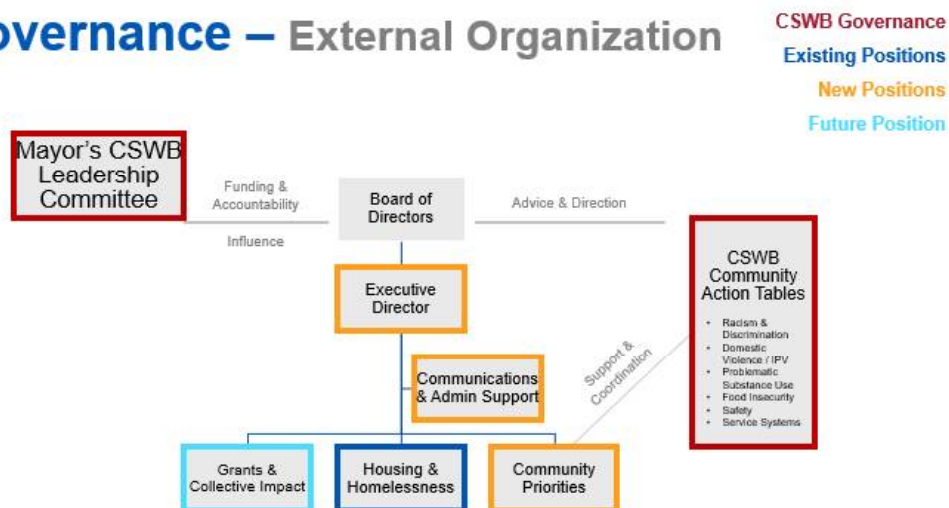 overnance – External Organization
CSWB Governance
Existing Positions
New Positions
Future Position
Mayor's CSWB
Leadership
Committee
Funding &
Accountability
Influence
Board of
Directors
Advice & Direction
Executive
Director
Communications
& Admin Support
Support &
Coordination
CSWB
Community
Action Tables
• Racism &
Discrimination
• Domestic
Violence / IPV
• Problematic
Substance Use
• Food Insecurity
• Safety
• Service Systems
Grants &
Collective Impact
Housing &
Homelessness
Community
Priorities